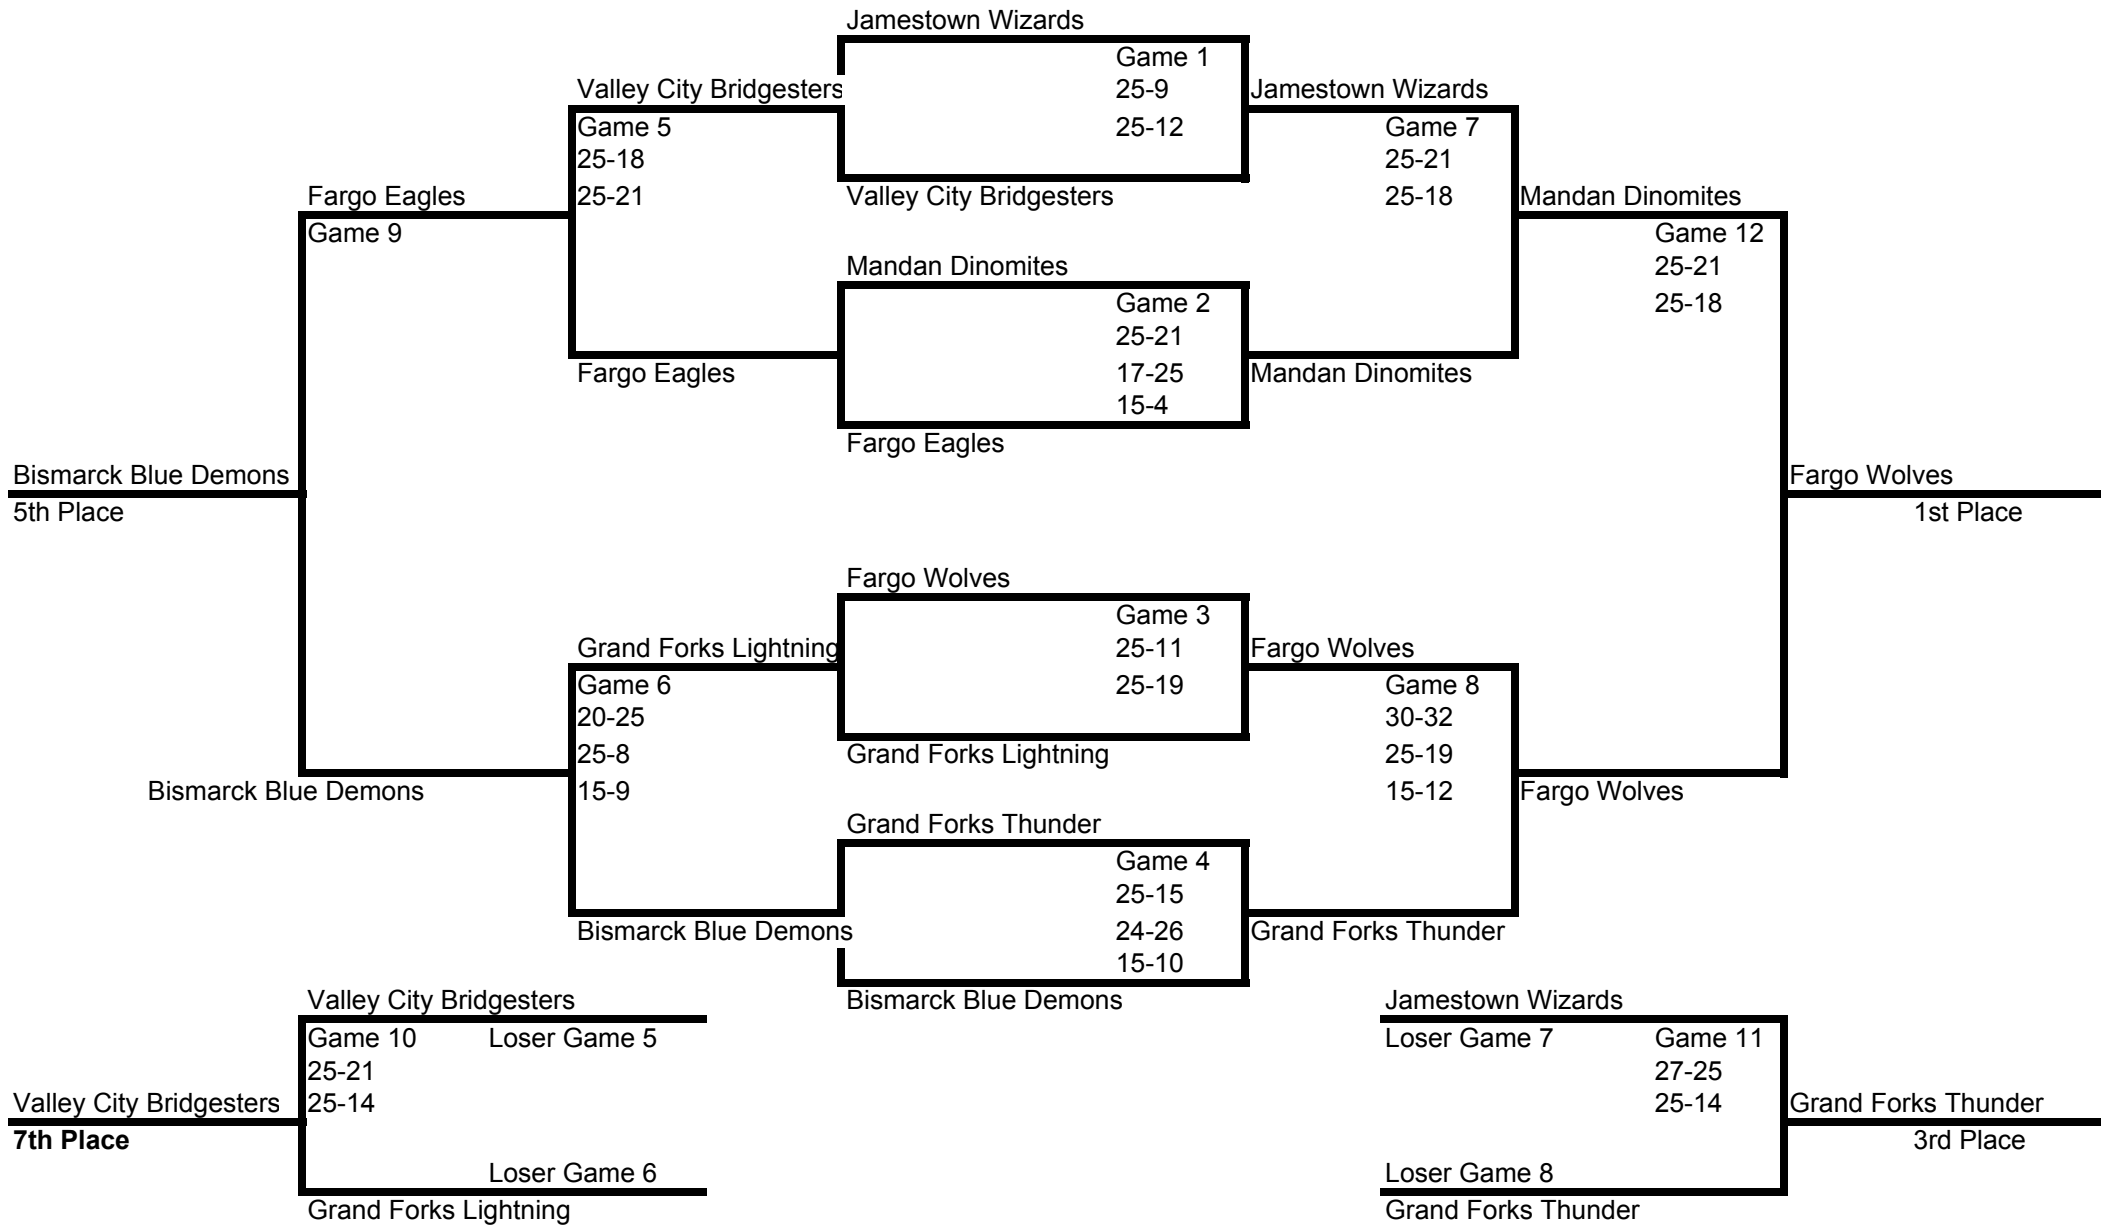 Jamestown Wizards
Game 1
Valley City Bridgesters
25-9
Jamestown Wizards
Game 5
25-12
Game 7
25-18
25-21
Fargo Eagles
25-21
Valley City Bridgesters
25-18
Mandan Dinomites
Game 9
Game 12
Mandan Dinomites
25-21
Game 2
25-18
25-21
Fargo Eagles
17-25
Mandan Dinomites
15-4
Fargo Eagles
Bismarck Blue Demons
Fargo Wolves
5th Place
1st Place
Fargo Wolves
Game 3
Grand Forks Lightning
25-11
Fargo Wolves
Game 6
25-19
Game 8
20-25
30-32
25-8
Grand Forks Lightning
25-19
Bismarck Blue Demons
15-9
15-12
Fargo Wolves
Grand Forks Thunder
Game 4
25-15
Bismarck Blue Demons
24-26
Grand Forks Thunder
15-10
Valley City Bridgesters
Bismarck Blue Demons
Jamestown Wizards
Game 10
Loser Game 5
Loser Game 7
Game 11
25-21
27-25
Valley City Bridgesters
25-14
25-14
Grand Forks Thunder
7th Place
3rd Place
Loser Game 6
Loser Game 8
Grand Forks Lightning
Grand Forks Thunder